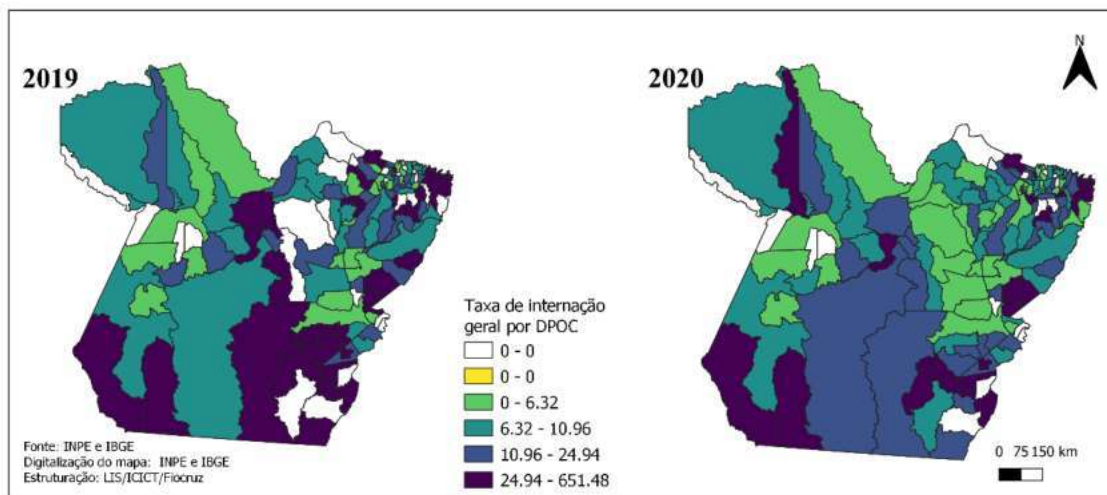 2019
2020
N
Taxa de internação
geral por DPOC
0 - 0
0 - 0
0 - 6.32
6.32 - 10.96
10.96 - 24.94
24.94 - 651.48
Fonte: INPE e IBGE
Digitalização do mapa: INPE e IBGE
Estruturação: LIS/ICICT/Fiocruz
0 75 150 km